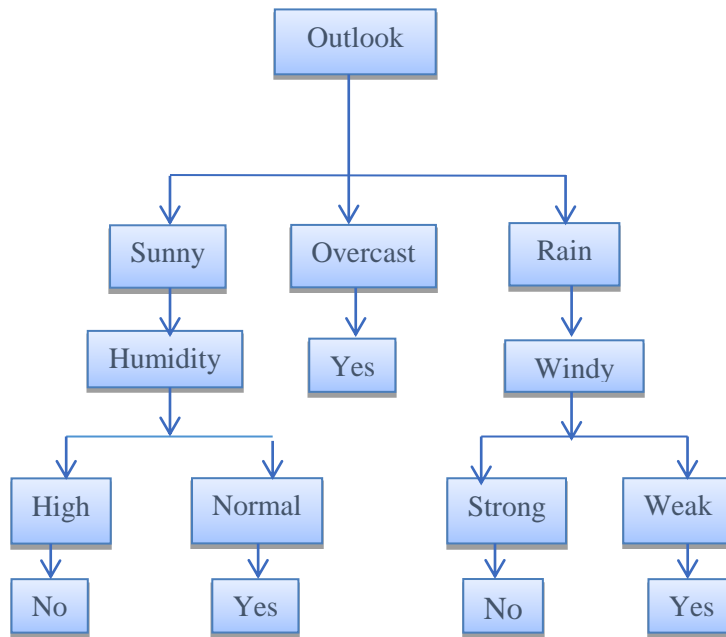 Outlook
Sunny
Overcast
Rain
Humidity
Yes
Windy
High
Normal
Strong
Weak
No
Yes
No
Yes